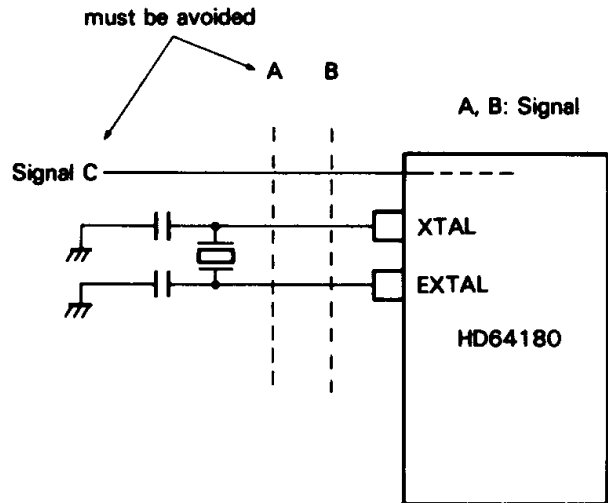 must be avoided
A B
A, B: Signal
Signal C
XTAL
EXTAL
HD64180